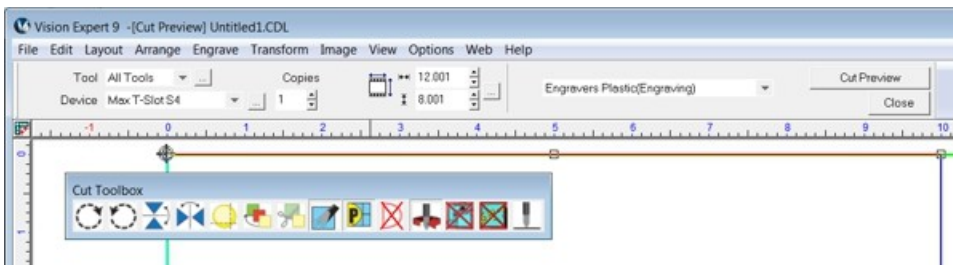 Vision Expert 9 -[Cut Preview] Untitled1.CDL
File Edit Layout Arrange Engrave Transform Image View Options Web Help
Tool All Tools ... Copies 12.001 Engravers Plastic(Engraving) Cut Preview
Device Max T-Slot S4 ... 1 8.001 ... Close
-1 0 1 2 3 4 5 6 7 8 9 10
0
Cut Toolbox
P
1